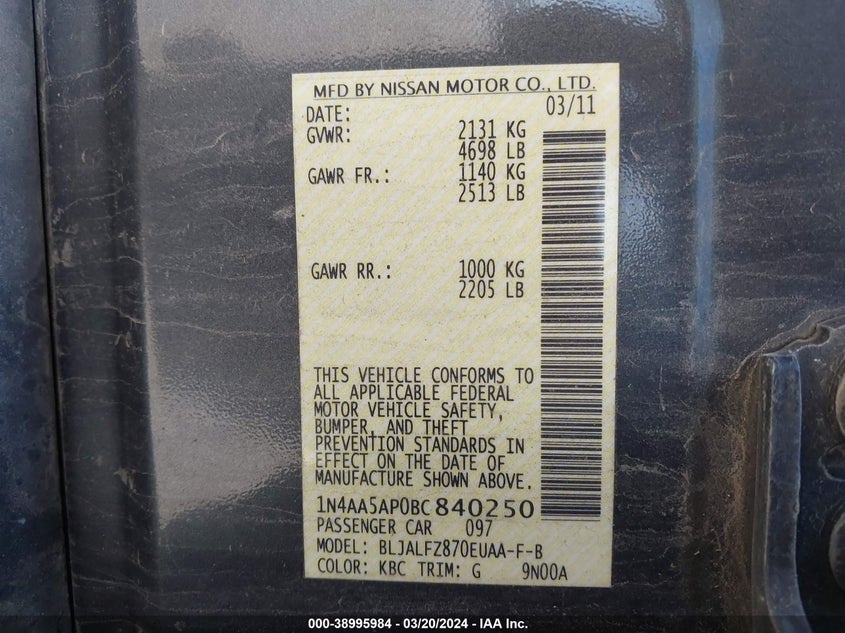 MFD BY NISSAN MOTOR CO., LTD.
DATE: 03/11
GVWR: 2131 KG
4698 LB
GAWR FR.: 1140 KG
2513 LB
GAWR RR.: 1000 KG
2205 LB
THIS VEHICLE CONFORMS TO
ALL APPLICABLE FEDERAL
MOTOR VEHICLE SAFETY,
BUMPER, AND THEFT
PREVENTION STANDARDS IN
EFFECT ON THE DATE OF
MANUFACTURE SHOWN ABOVE.
1N4AA5AP0BC840250
PASSENGER CAR 097
MODEL: BLJALFZ870EUAA-F-B
COLOR: KBC TRIM: G 9N00A
000-38995984 - 03/20/2024 - IAA Inc.